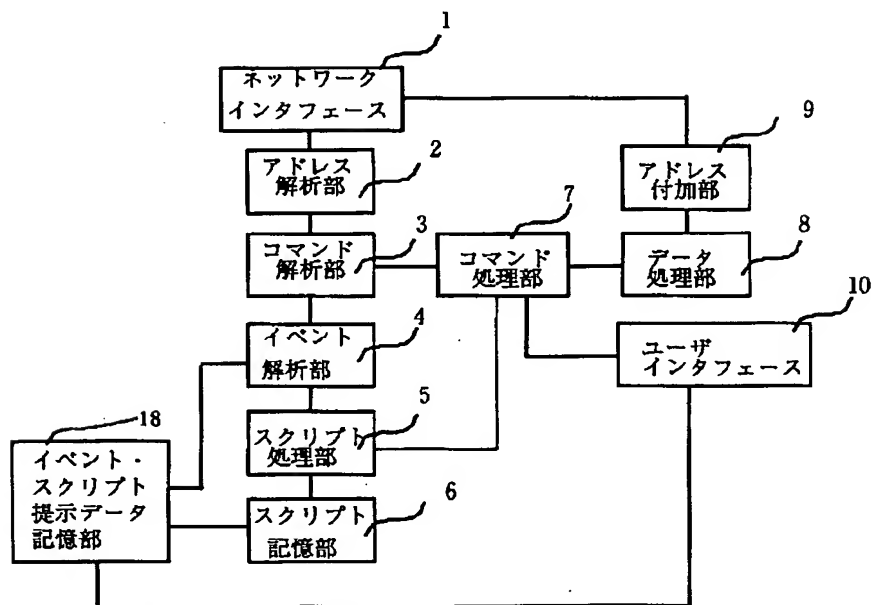 1
ネットワーク
インタフェース
9
2
アドレス
解析部
アドレス
付加部
7
3
8
コマンド
解析部
コマンド
処理部
データ
処理部
10
4
イベント
解析部
ユーザ
インタフェース
5
18
スクリプト
処理部
イベント・
スクリプト
提示データ
記憶部
6
スクリプト
記憶部